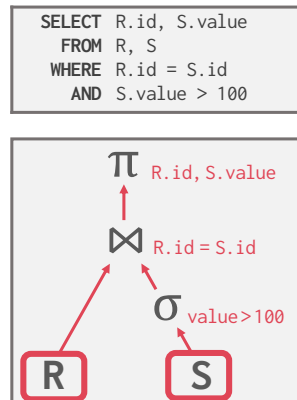 SELECT R.id, S.value
FROM R, S
WHERE R.id = S.id
AND S.value > 100
π R.id, S.value
⋈ R.id = S.id
σ value>100
R S